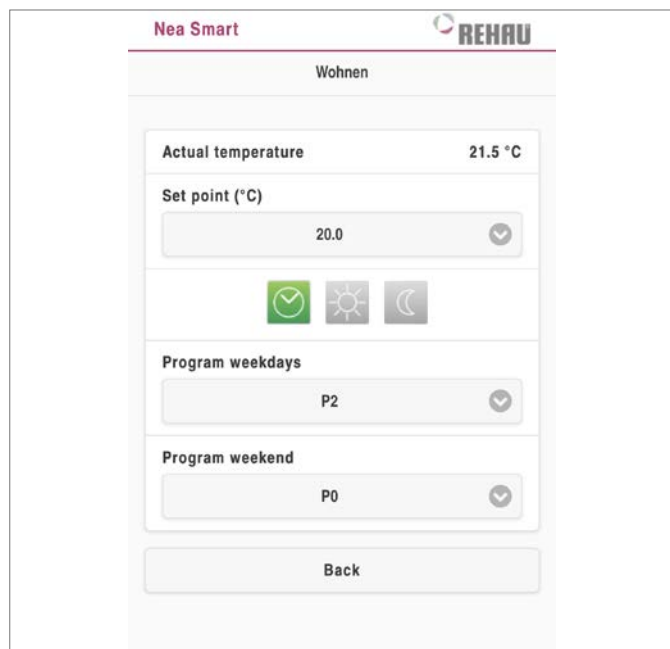 Nea Smart
REHAU
Wohnen
Actual temperature 21.5 °C
Set point (°C)
20.0
Program weekdays
P2
Program weekend
P0
Back